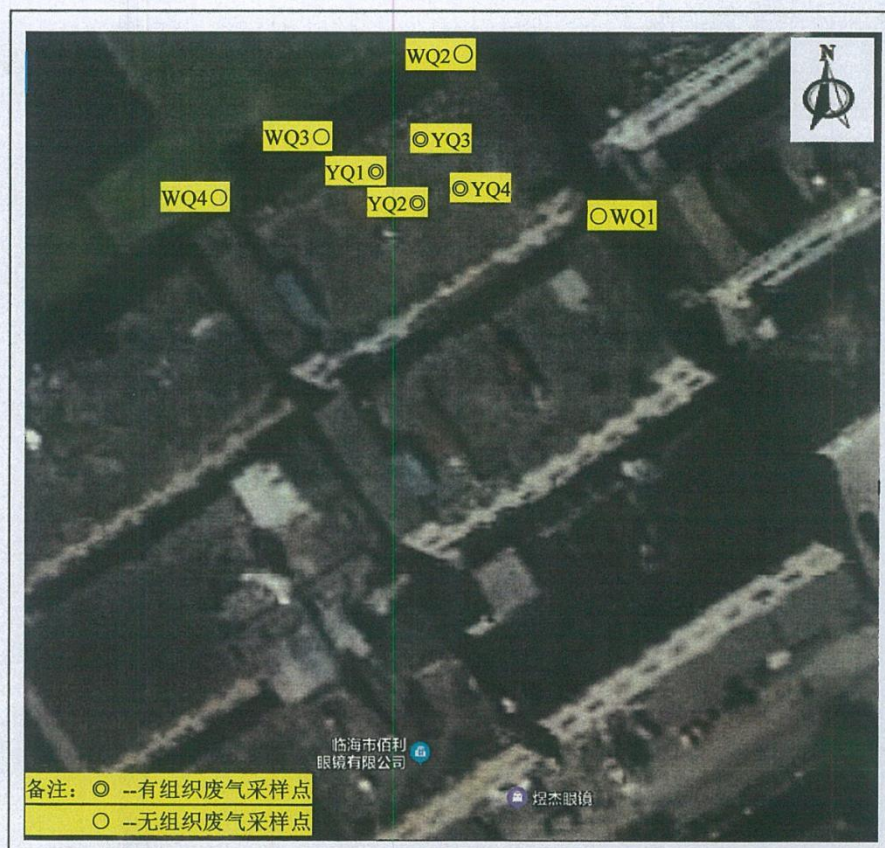 WQ2○
N
WQ3○
◎YQ3
YQ1◎
◎YQ4
WQ4○
YQ2◎
○WQ1
临海市佰利
眼镜有限公司
煜杰眼镜
备注：◎ --有组织废气采样点
○ --无组织废气采样点